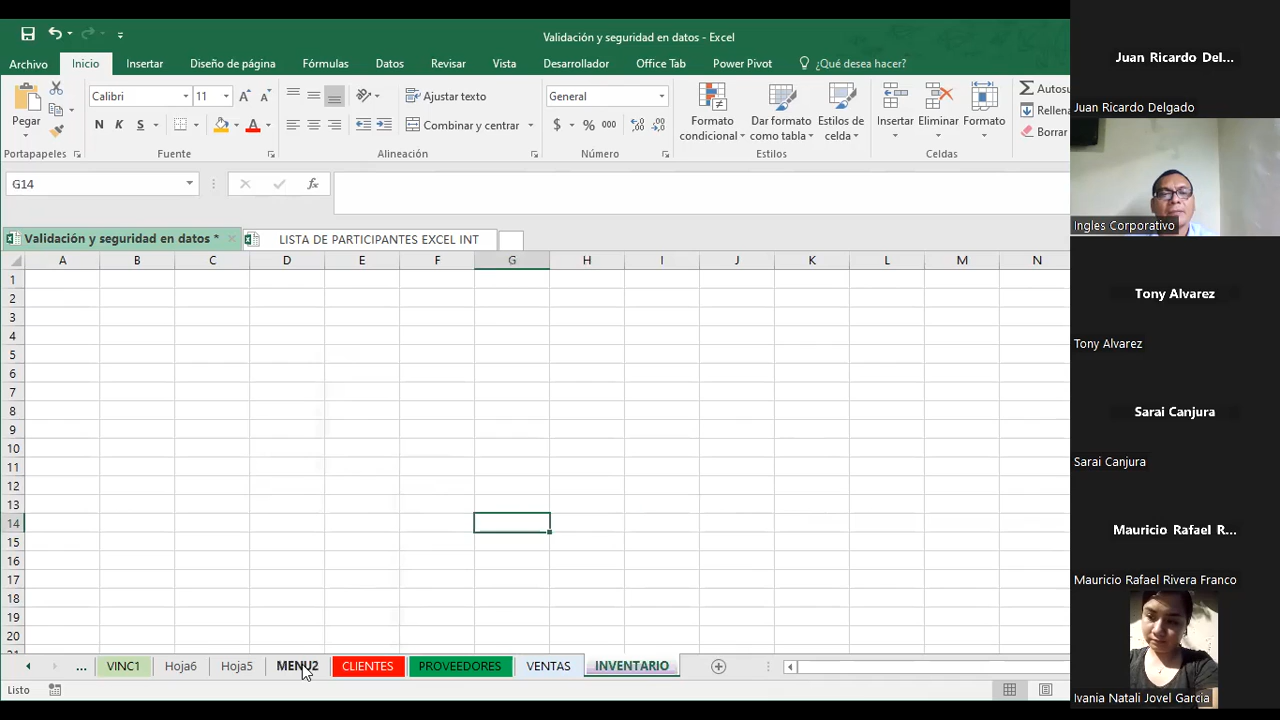 Validación y seguridad en datos - Excel
Archivo Inicio Insertar Diseño de página Fórmulas Datos Revisar Vista Desarrollador Office Tab Power Pivot ¿Qué desea hacer?
Pegar
Calibri 11
N K S
Ajustar texto
Combinar y centrar
General
$ % 000
Formato condicional
Dar formato como tabla
Estilos de celda
Insertar Eliminar Formato
Autosu
Rellena
Borrar
Portapapeles Fuente Alineación Número Estilos Celdas
G14 fx
Validación y seguridad en datos * LISTA DE PARTICIPANTES EXCEL INT
A B C D E F G H I J K L M N
1
2
3
4
5
6
7
8
9
10
11
12
13
14
15
16
17
18
19
20
... VINC1 Hoja6 Hoja5 MENU2 CLIENTES PROVEEDORES VENTAS INVENTARIO
Listo
Juan Ricardo Del...
Juan Ricardo Delgado
Ingles Corporativo
Tony Alvarez
Tony Alvarez
Sarai Canjura
Sarai Canjura
Mauricio Rafael R...
Mauricio Rafael Rivera Franco
Ivania Natali Jovel Garcia